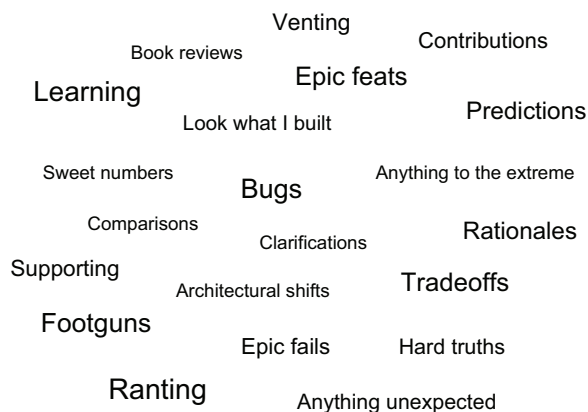 Venting
Contributions
Book reviews
Epic feats
Learning
Predictions
Look what I built
Sweet numbers
Anything to the extreme
Bugs
Comparisons
Rationales
Clarifications
Supporting
Tradeoffs
Architectural shifts
Footguns
Epic fails
Hard truths
Ranting
Anything unexpected